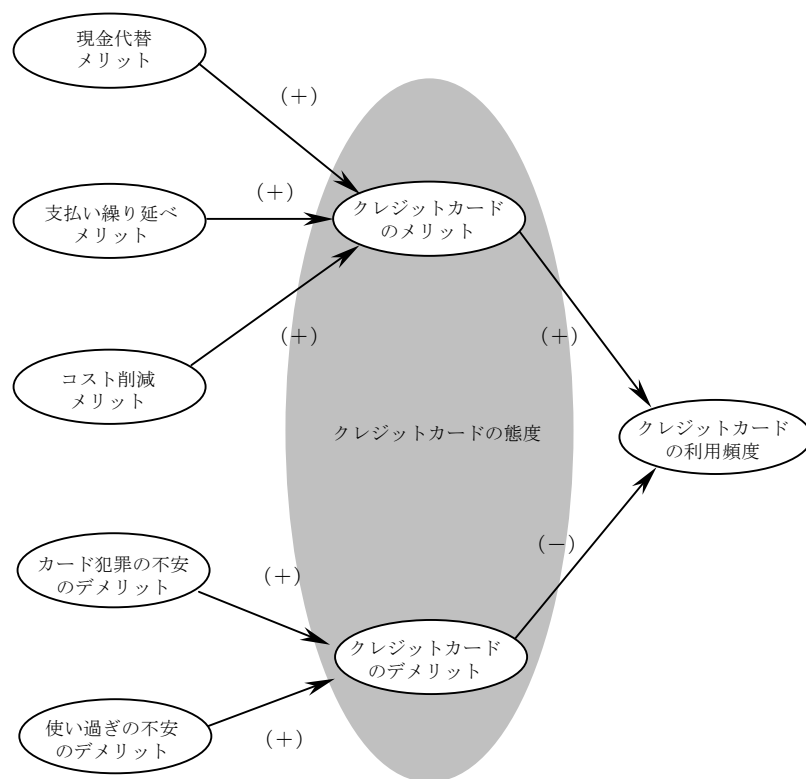 現金代替
メリット
(+)
支払い繰り延べ
メリット
(+)
クレジットカード
のメリット
コスト削減
メリット
(+)
(+)
クレジットカードの態度
クレジットカード
の利用頻度
カード犯罪の不安
のデメリット
(+)
(−)
クレジットカード
のデメリット
使い過ぎの不安
のデメリット
(+)